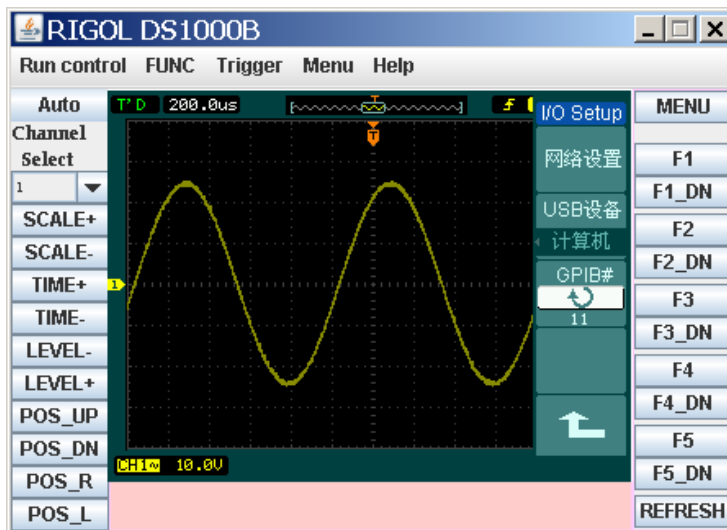 RIGOL DS1000B
Run control FUNC Trigger Menu Help
Auto
Channel
Select
1
SCALE+
SCALE-
TIME+
TIME-
LEVEL-
LEVEL+
POS_UP
POS_DN
POS_R
POS_L
T'D 200.0us
T
T
1
CH1~ 10.0V
I/O Setup
网络设置
USB设备
计算机
GPIB#
11
MENU
F1
F1_DN
F2
F2_DN
F3
F3_DN
F4
F4_DN
F5
F5_DN
REFRESH